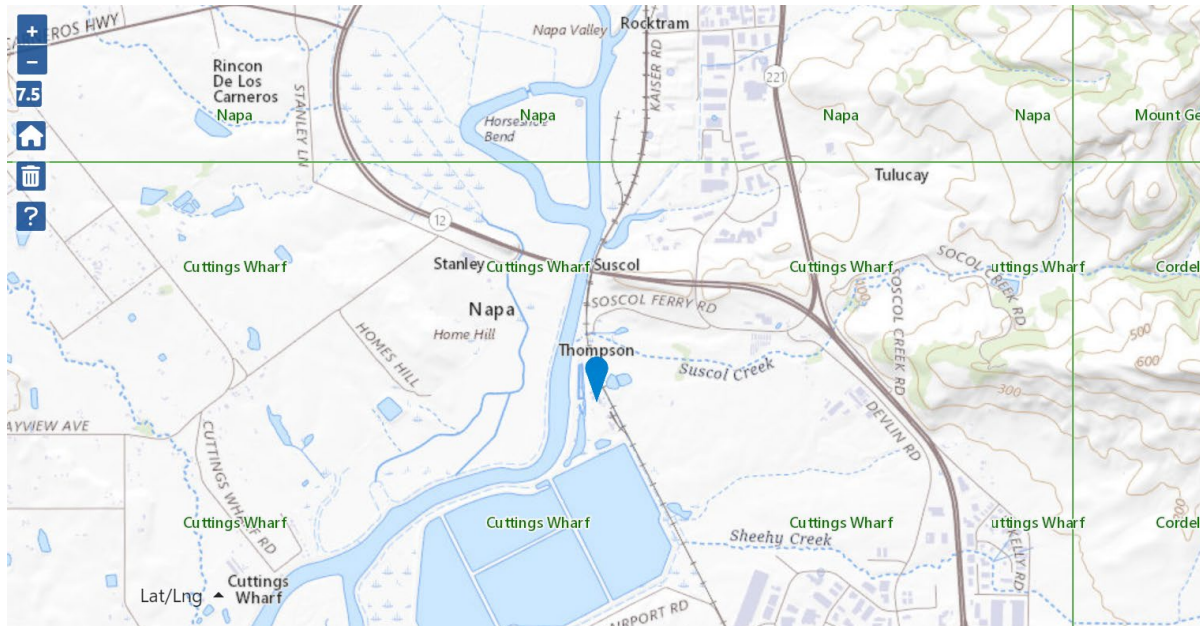 +
−
7.5
?
CARNEROS HWY
Napa Valley
Rocktram
KAISER RD
221
Rincon
De Los
Carneros
STANLEY LN
Napa
Horseshoe
Bend
Napa
Napa
Napa
Mount Ge
Tulucay
12
Cuttings Wharf
Stanley
Cuttings Wharf
Suscol
Cuttings Wharf
SOCOL CREEK RD
uttings Wharf
Cordel
Napa
SOSCOL FERRY RD
400
SOSCOL CREEK RD
Home Hill
HOMES HILL
Thompson
Suscol Creek
500
600
300
AYVIEW AVE
CUTTINGS WHARF RD
DEVLIN RD
Cuttings Wharf
Cuttings Wharf
Cuttings Wharf
uttings Wharf
Cordel
Sheehy Creek
KELLY RD
Lat/Lng
Cuttings
Wharf
AIRPORT RD